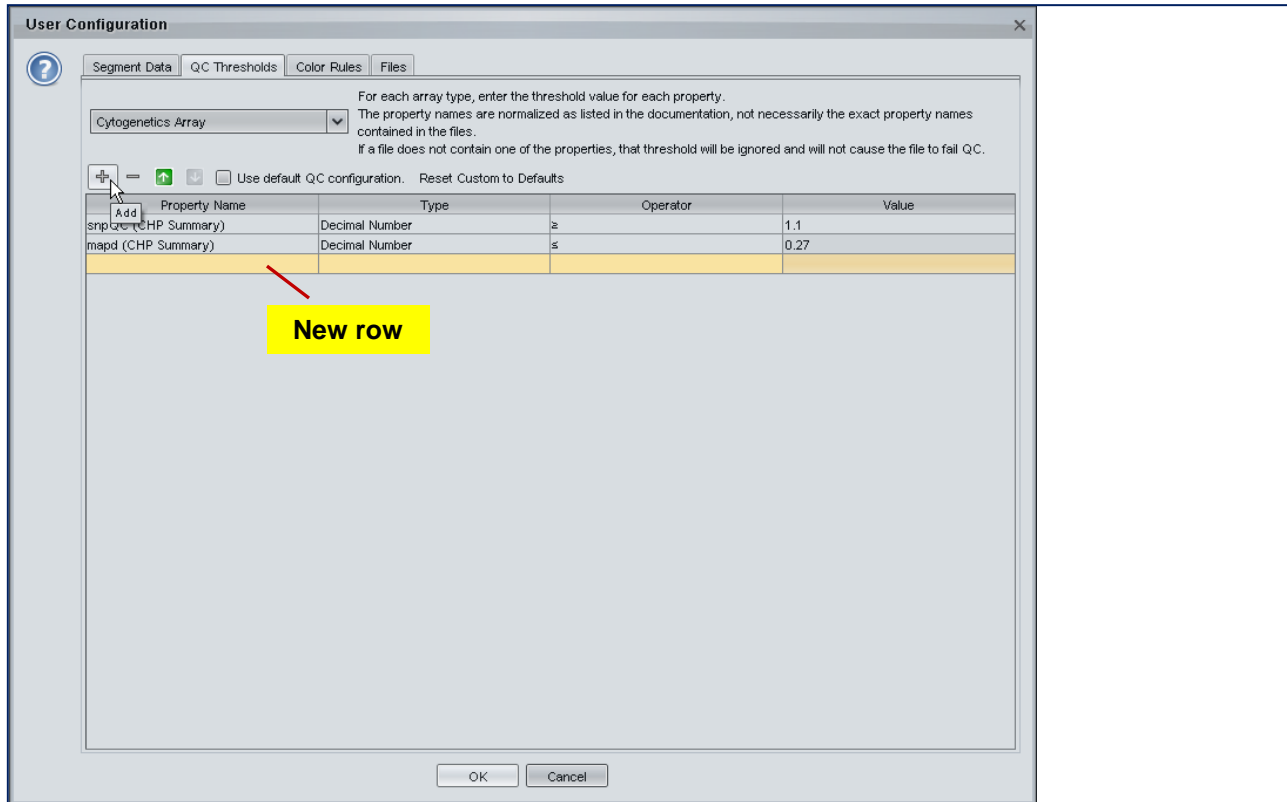 User Configuration
?
Segment Data QC Thresholds Color Rules Files
For each array type, enter the threshold value for each property.
Cytogenetics Array
The property names are normalized as listed in the documentation, not necessarily the exact property names
contained in the files.
If a file does not contain one of the properties, that threshold will be ignored and will not cause the file to fail QC.
Use default QC configuration. Reset Custom to Defaults
Property Name Type Operator Value
Add
snpQC (CHP Summary) Decimal Number ≥ 1.1
mapd (CHP Summary) Decimal Number ≤ 0.27
New row
OK Cancel